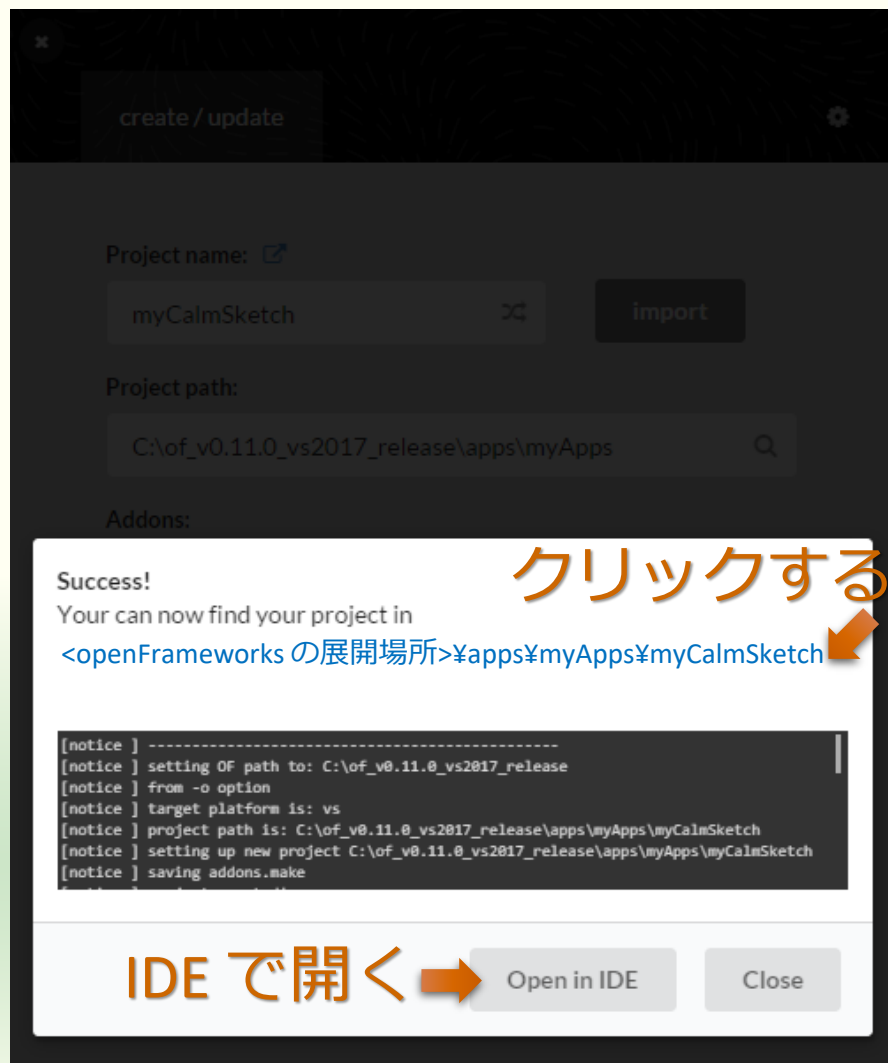 create / update
Project name:
myCalmSketch
import
Project path:
C:\of_v0.11.0_vs2017_release\apps\myApps
Addons:
クリックする
Success!
Your can now find your project in
<openFrameworks の展開場所>¥apps¥myApps¥myCalmSketch
[notice ] -----------------------------------------------
[notice ] setting OF path to: C:\of_v0.11.0_vs2017_release
[notice ] from -o option
[notice ] target platform is: vs
[notice ] project path is: C:\of_v0.11.0_vs2017_release\apps\myApps\myCalmSketch
[notice ] setting up new project C:\of_v0.11.0_vs2017_release\apps\myApps\myCalmSketch
[notice ] saving addons.make
IDE で開く
Open in IDE
Close